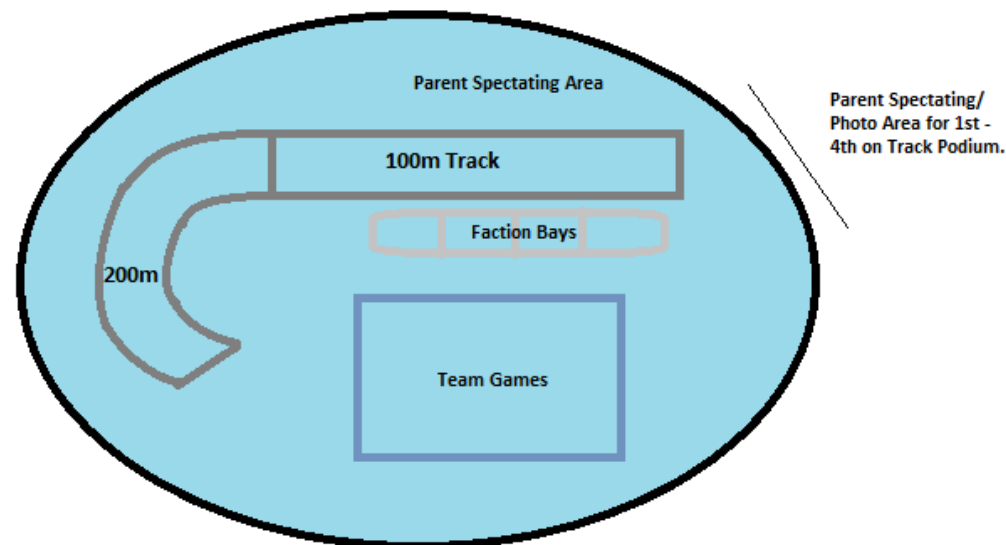 Parent Spectating Area
Parent Spectating/
Photo Area for 1st -
4th on Track Podium.
100m Track
Faction Bays
200m
Team Games